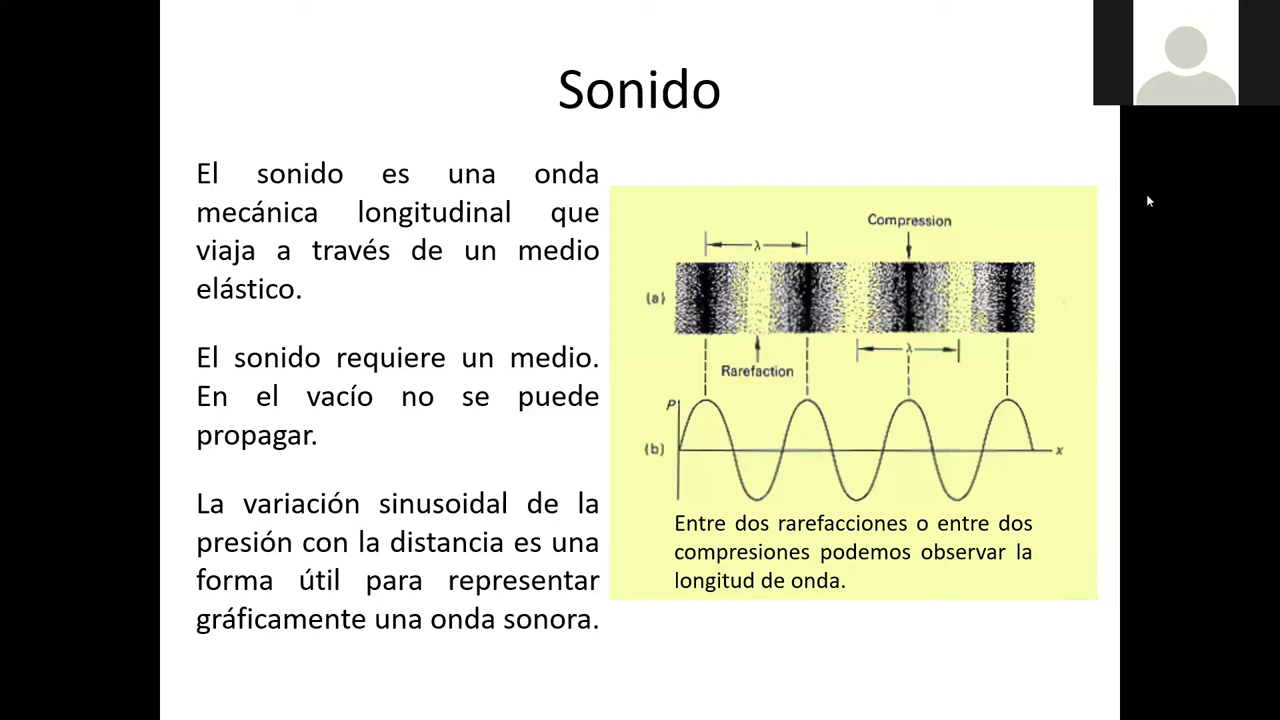 Sonido
El sonido es una onda
mecánica longitudinal que
viaja a través de un medio
elástico.
El sonido requiere un medio.
En el vacío no se puede
propagar.
La variación sinusoidal de la
presión con la distancia es una
forma útil para representar
gráficamente una onda sonora.
Compression
λ
(a)
λ
Rarefaction
P
(b)
x
Entre dos rarefacciones o entre dos
compresiones podemos observar la
longitud de onda.